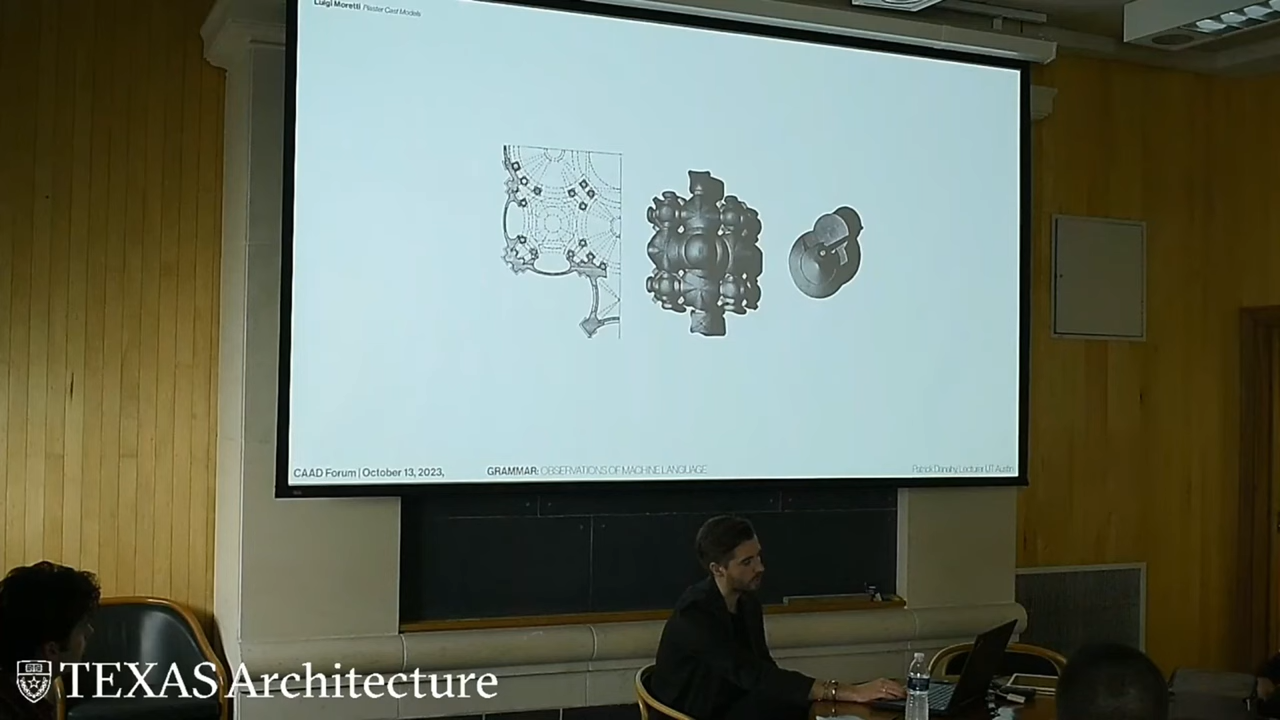 Luigi Moretti Plaster Cast Models
CAAD Forum | October 13, 2023,
GRAMMAR: OBSERVATIONS OF MACHINE LANGUAGE
Patrick Danahy, Lecturer UT Austin
TEXAS Architecture